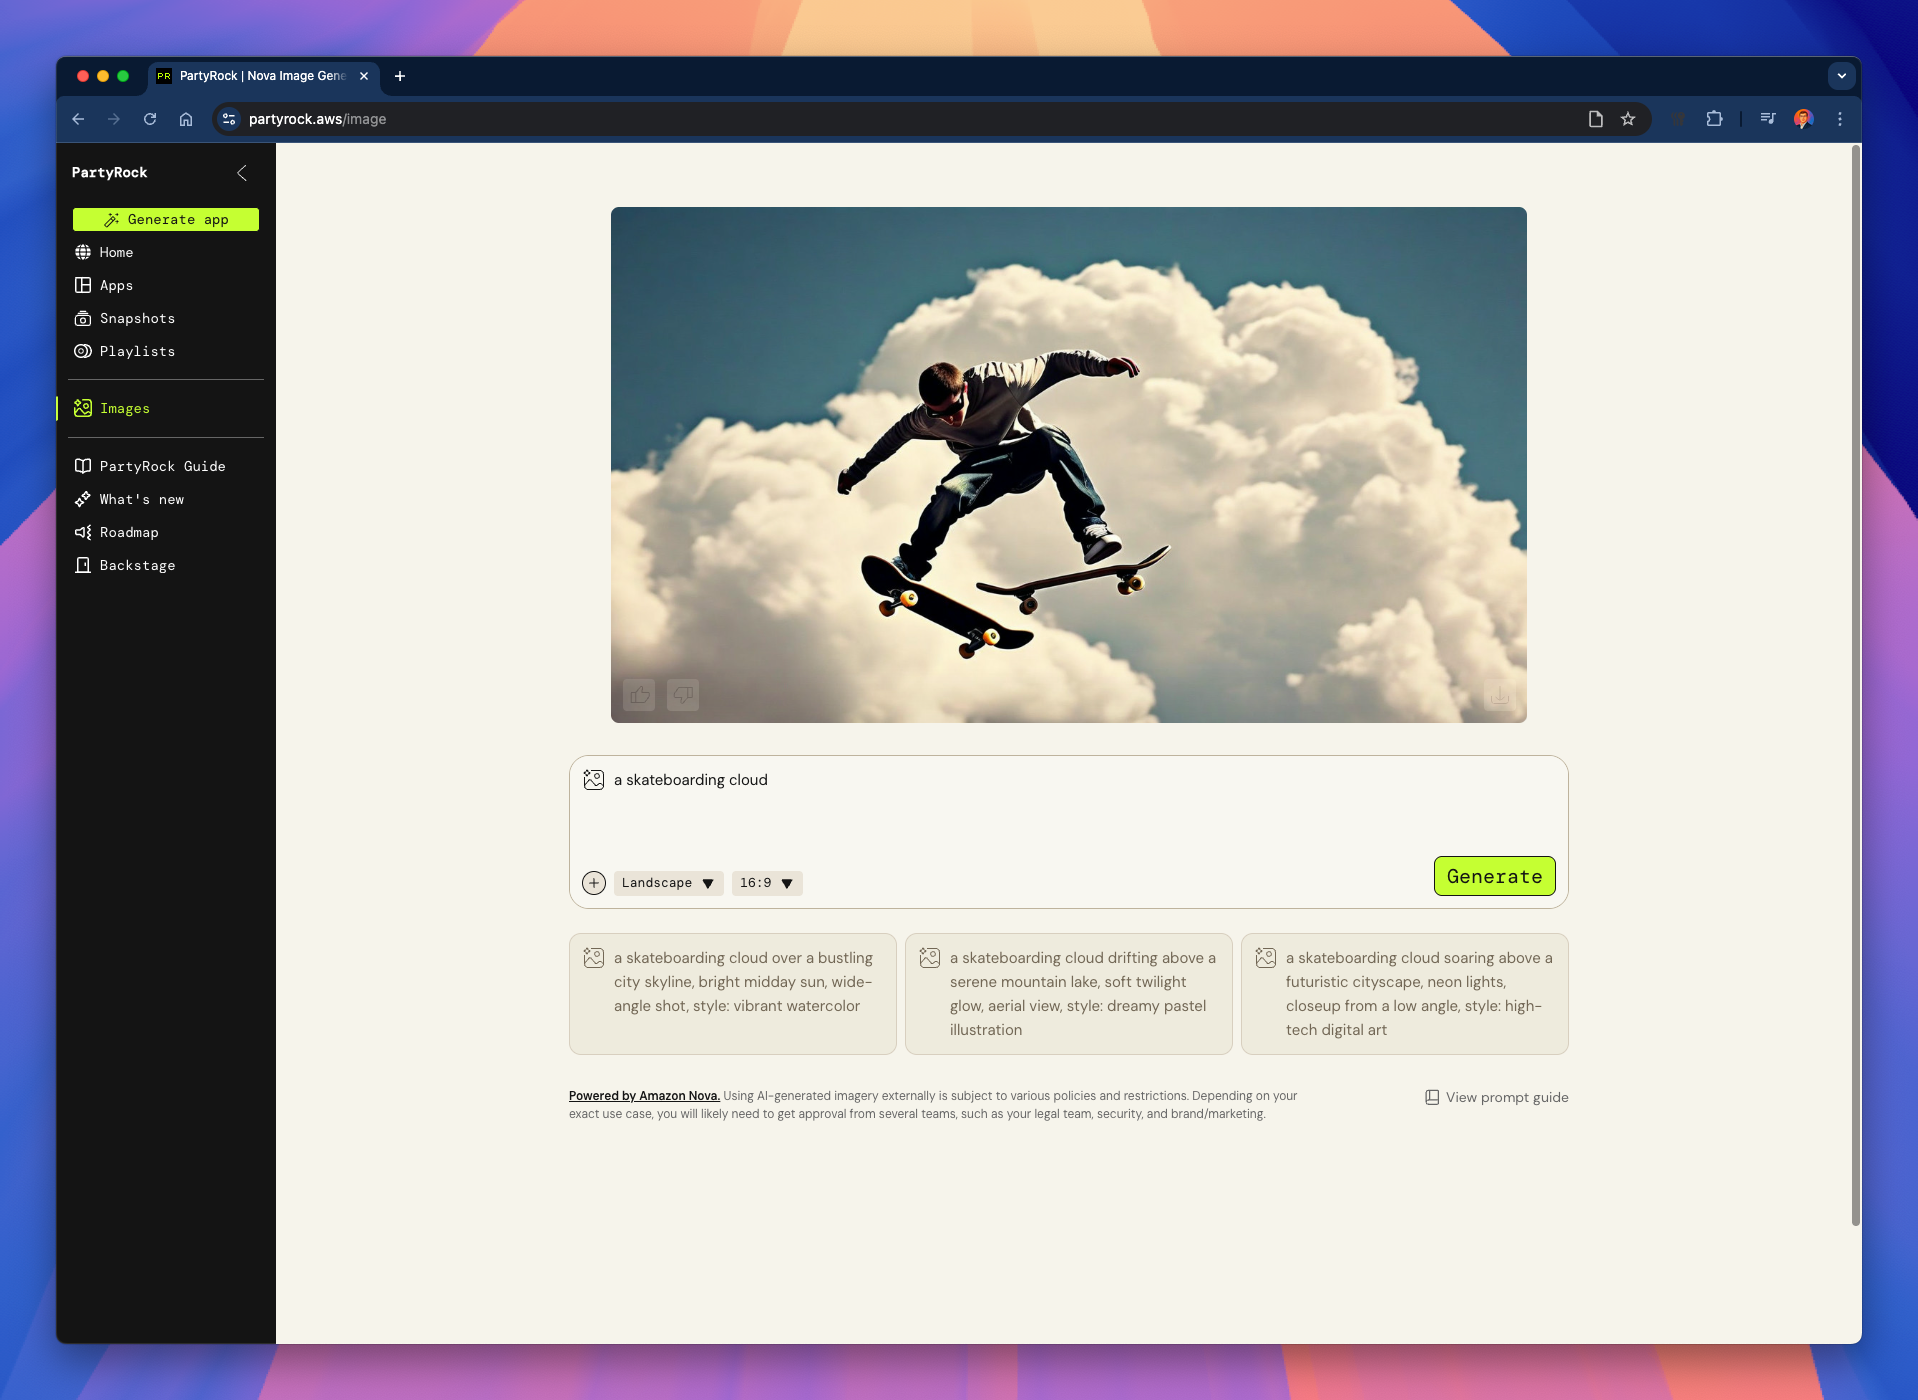 PR PartyRock | Nova Image Gene
partyrock.aws/image
PartyRock
Generate app
Home
Apps
Snapshots
Playlists
Images
PartyRock Guide
What's new
Roadmap
Backstage
a skateboarding cloud
Landscape
16:9
Generate
a skateboarding cloud over a bustling
city skyline, bright midday sun, wide-
angle shot, style: vibrant watercolor
a skateboarding cloud drifting above a
serene mountain lake, soft twilight
glow, aerial view, style: dreamy pastel
illustration
a skateboarding cloud soaring above a
futuristic cityscape, neon lights,
closeup from a low angle, style: high-
tech digital art
Powered by Amazon Nova. Using AI-generated imagery externally is subject to various policies and restrictions. Depending on your
exact use case, you will likely need to get approval from several teams, such as your legal team, security, and brand/marketing.
View prompt guide